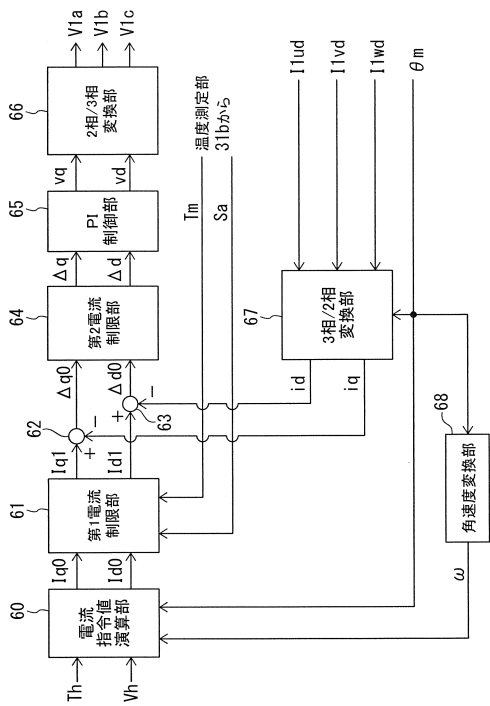 Th
Vh
60
電流
指令値
演算部
Iq0
Id0
61
第1電流
制限部
Iq1
Id1
62
+
−
63
+
−
Δq0
Δd0
64
第2電流
制限部
Δq
Δd
65
PI
制御部
vq
vd
66
2相/3相
変換部
V1a
V1b
V1c
Tm
温度測定部
31bから
Sa
67
3相/2相
変換部
id
iq
I1ud
I1vd
I1wd
θm
68
角速度変換部
ω